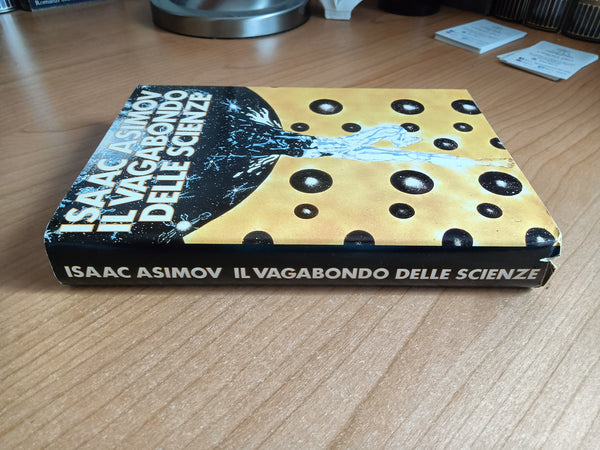 ISAAC ASIMOV
IL VAGABONDO
DELLE SCIENZE
ISAAC ASIMOV IL VAGABONDO DELLE SCIENZE